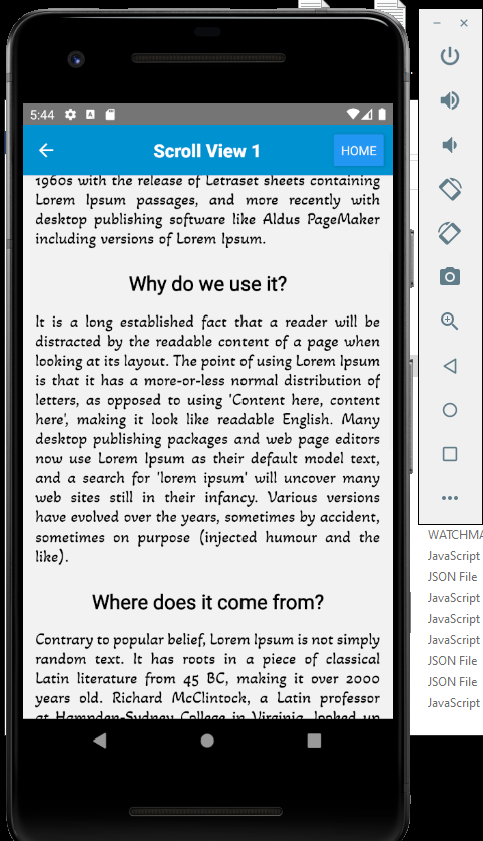 5:44
Scroll View 1
HOME
1960s with the release of Letraset sheets containing
Lorem Ipsum passages, and more recently with
desktop publishing software like Aldus PageMaker
including versions of Lorem Ipsum.
Why do we use it?
It is a long established fact that a reader will be
distracted by the readable content of a page when
looking at its layout. The point of using Lorem Ipsum
is that it has a more-or-less normal distribution of
letters, as opposed to using 'Content here, content
here', making it look like readable English. Many
desktop publishing packages and web page editors
now use Lorem Ipsum as their default model text,
and a search for 'lorem ipsum' will uncover many
web sites still in their infancy. Various versions
have evolved over the years, sometimes by accident,
sometimes on purpose (injected humour and the
like).
Where does it come from?
Contrary to popular belief, Lorem Ipsum is not simply
random text. It has roots in a piece of classical
Latin literature from 45 BC, making it over 2000
years old. Richard McClintock, a Latin professor
at Hampden-Sydney College in Virginia, looked up
WATCHMA
JavaScript
JSON File
JavaScript
JavaScript
JavaScript
JSON File
JSON File
JavaScript